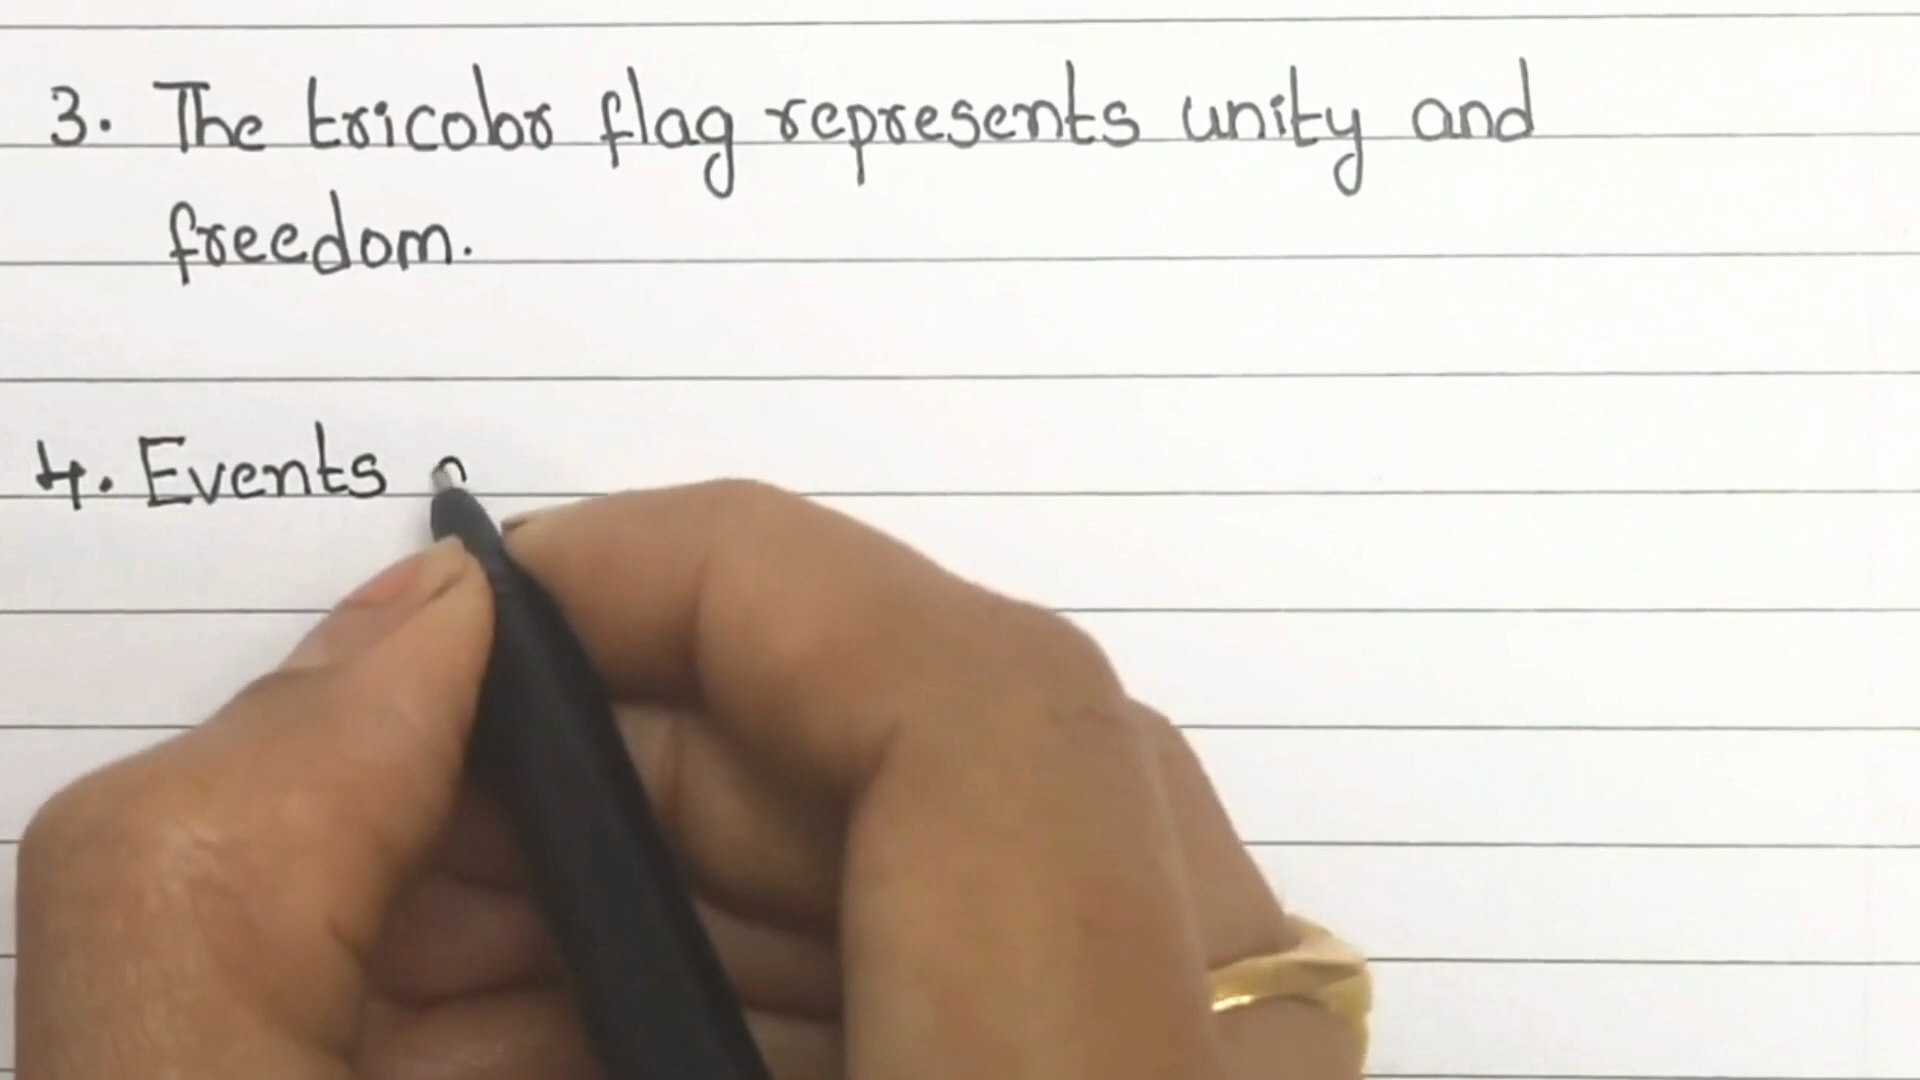 3. The tricolor flag represents unity and
freedom.
4. Events